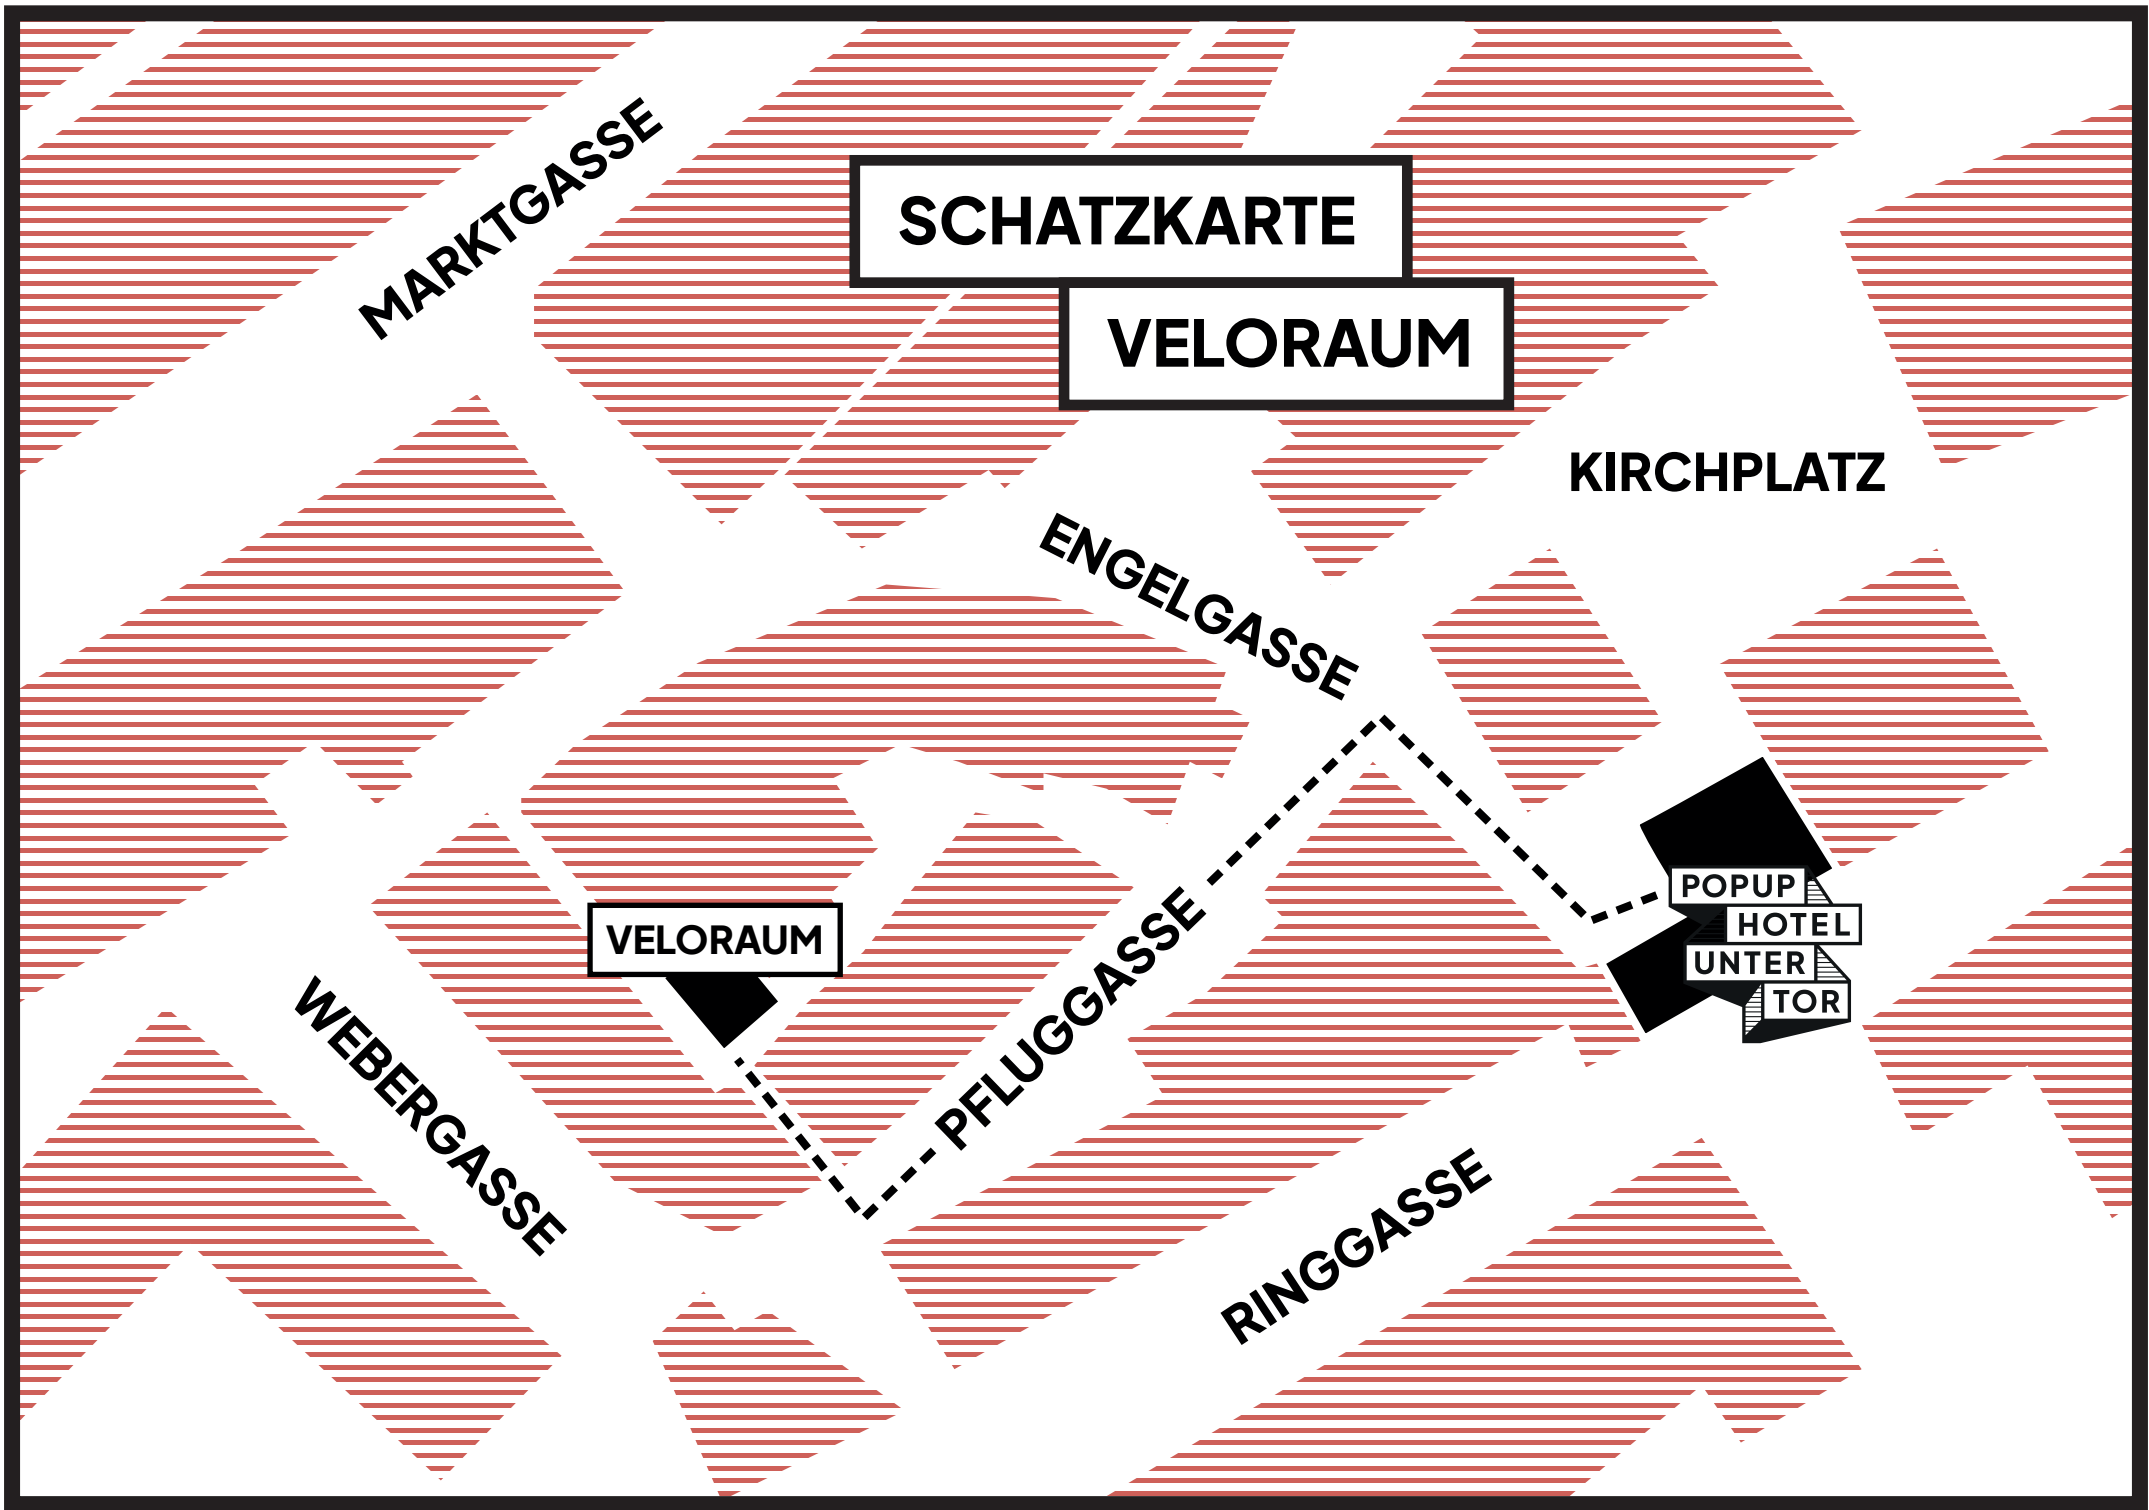 MARKTGASSE
SCHATZKARTE
VELORAUM
KIRCHPLATZ
ENGELGASSE
POPUP
HOTEL
UNTER
TOR
VELORAUM
PFLUGGASSE
WEBERGASSE
RINGGASSE